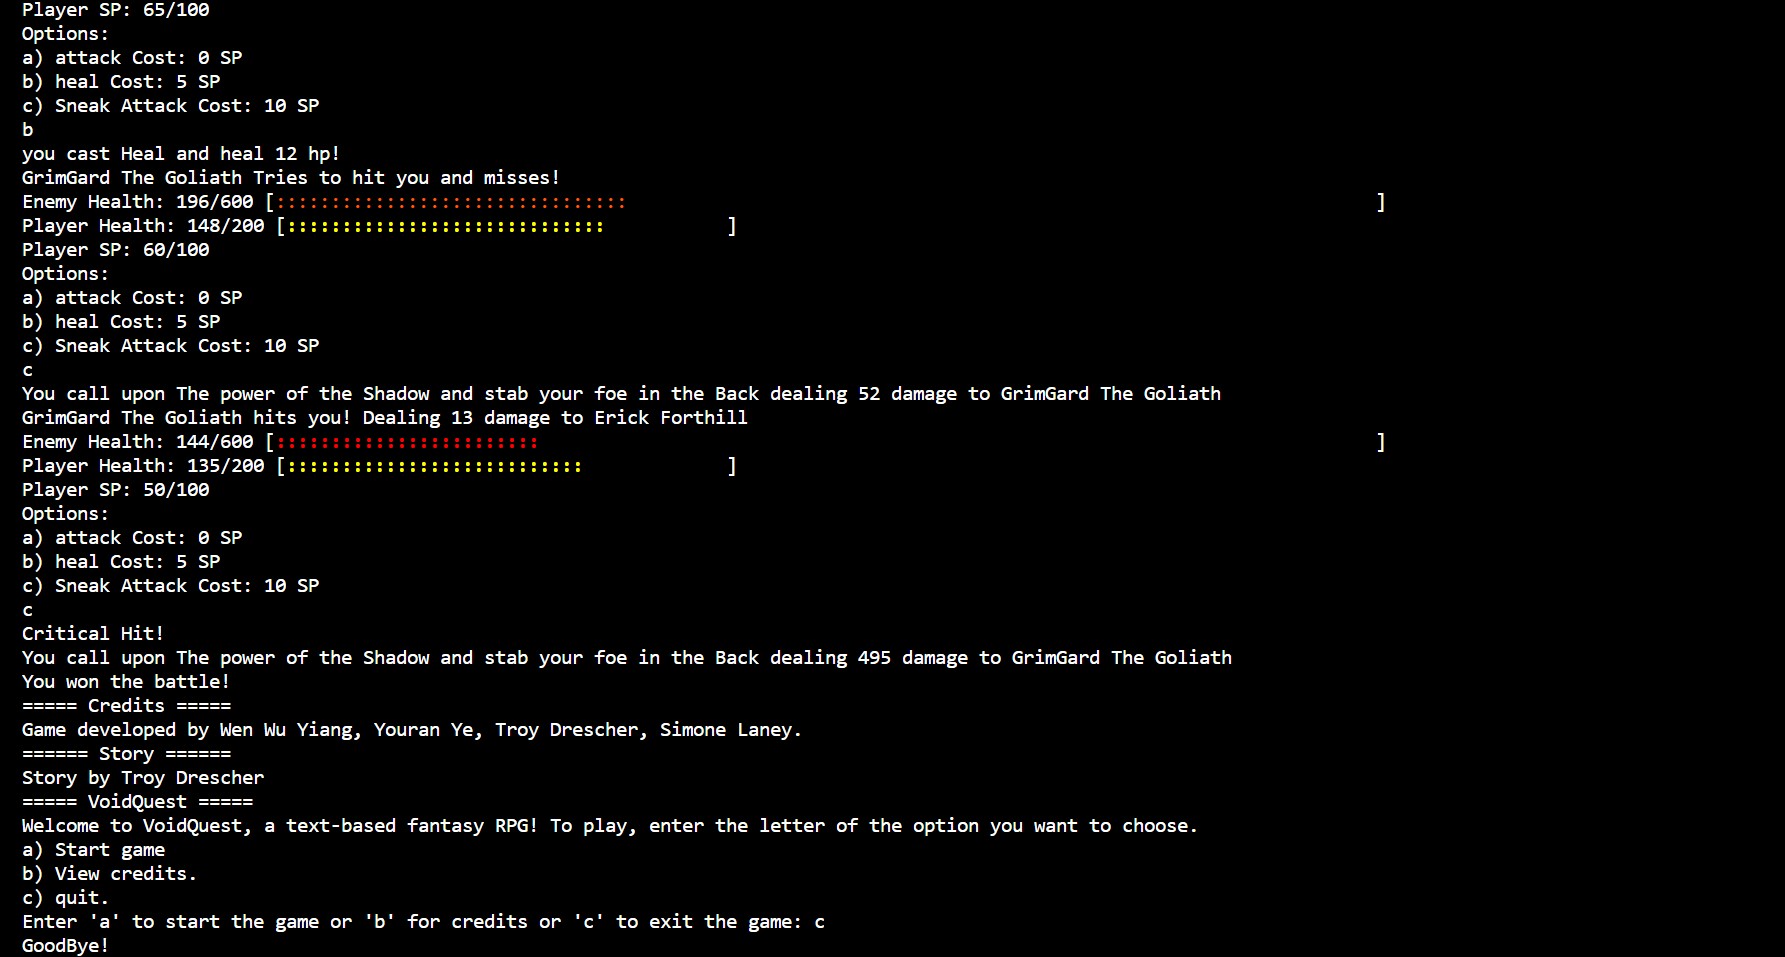 Player SP: 65/100
Options:
a) attack Cost: 0 SP
b) heal Cost: 5 SP
c) Sneak Attack Cost: 10 SP
b
you cast Heal and heal 12 hp!
GrimGard The Goliath Tries to hit you and misses!
Enemy Health: 196/600 [::::::::::::::::::::::::::::::::                                                                    ]
Player Health: 148/200 [:::::::::::::::::::::::::::::           ]
Player SP: 60/100
Options:
a) attack Cost: 0 SP
b) heal Cost: 5 SP
c) Sneak Attack Cost: 10 SP
c
You call upon The power of the Shadow and stab your foe in the Back dealing 52 damage to GrimGard The Goliath
GrimGard The Goliath hits you! Dealing 13 damage to Erick Forthill
Enemy Health: 144/600 [::::::::::::::::::::::::                                                                            ]
Player Health: 135/200 [:::::::::::::::::::::::::::             ]
Player SP: 50/100
Options:
a) attack Cost: 0 SP
b) heal Cost: 5 SP
c) Sneak Attack Cost: 10 SP
c
Critical Hit!
You call upon The power of the Shadow and stab your foe in the Back dealing 495 damage to GrimGard The Goliath
You won the battle!
===== Credits =====
Game developed by Wen Wu Yiang, Youran Ye, Troy Drescher, Simone Laney.
====== Story ======
Story by Troy Drescher
===== VoidQuest =====
Welcome to VoidQuest, a text-based fantasy RPG! To play, enter the letter of the option you want to choose.
a) Start game
b) View credits.
c) quit.
Enter 'a' to start the game or 'b' for credits or 'c' to exit the game: c
GoodBye!